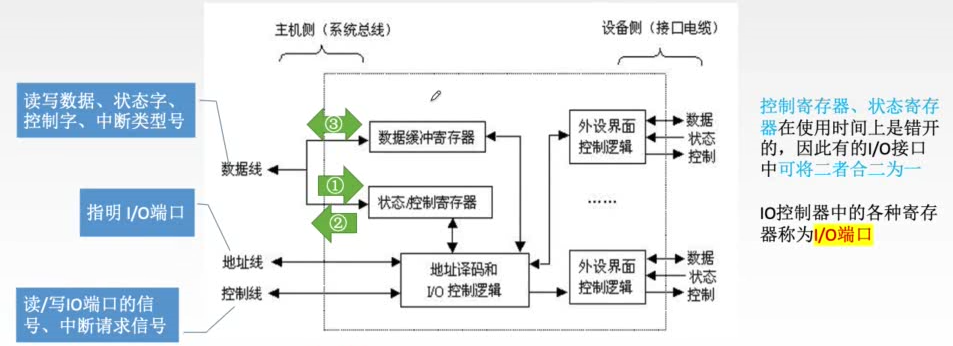 主机侧（系统总线）
设备侧（接口电缆）
读写数据、状态字、
控制字、中断类型号
数据线
指明 I/O端口
地址线
读/写IO端口的信
号、中断请求信号
控制线
③
①
②
数据缓冲寄存器
状态/控制寄存器
地址译码和
I/O 控制逻辑
外设界面
控制逻辑
数据
状态
控制
……
外设界面
控制逻辑
数据
状态
控制
控制寄存器、状态寄存
器在使用时间上是错开
的，因此有的I/O接口
中可将二者合二为一
IO控制器中的各种寄存
器称为I/O端口